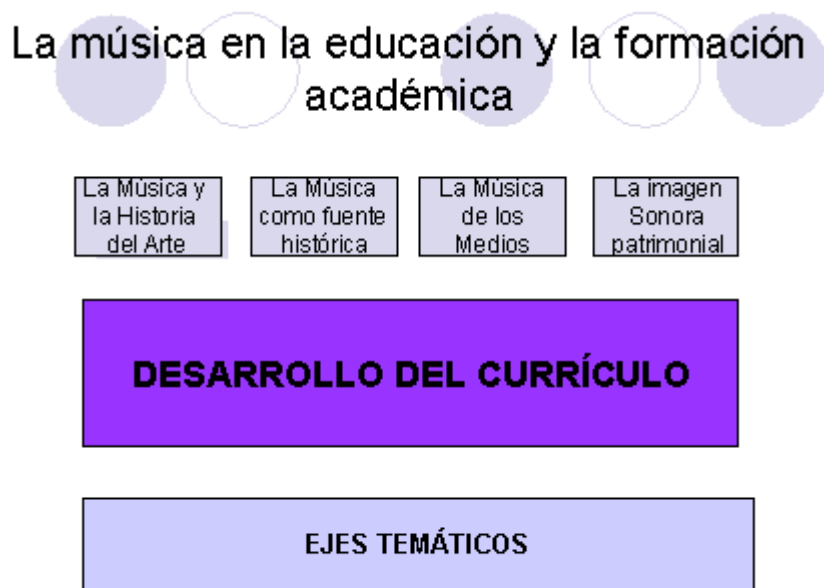 La música en la educación y la formación
académica
La Música y
la Historia
del Arte
La Música
como fuente
histórica
La Música
de los
Medios
La imagen
Sonora
patrimonial
DESARROLLO DEL CURRÍCULO
EJES TEMÁTICOS